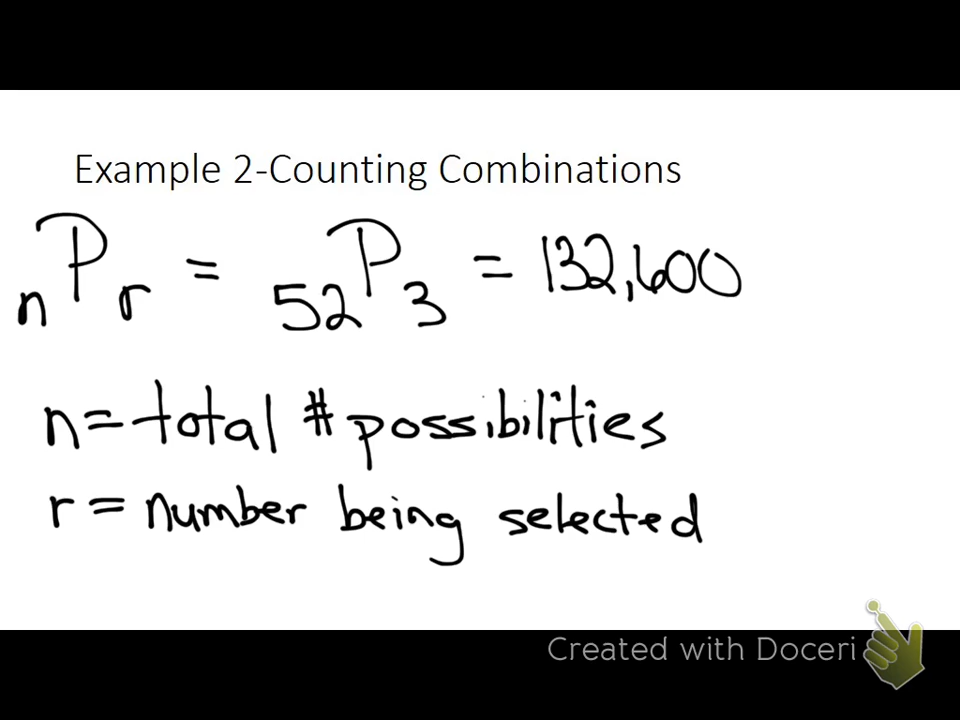 Example 2-Counting Combinations
nPr = 52P3 = 132,600
n = total # possibilities
r = number being selected
Created with Doceri